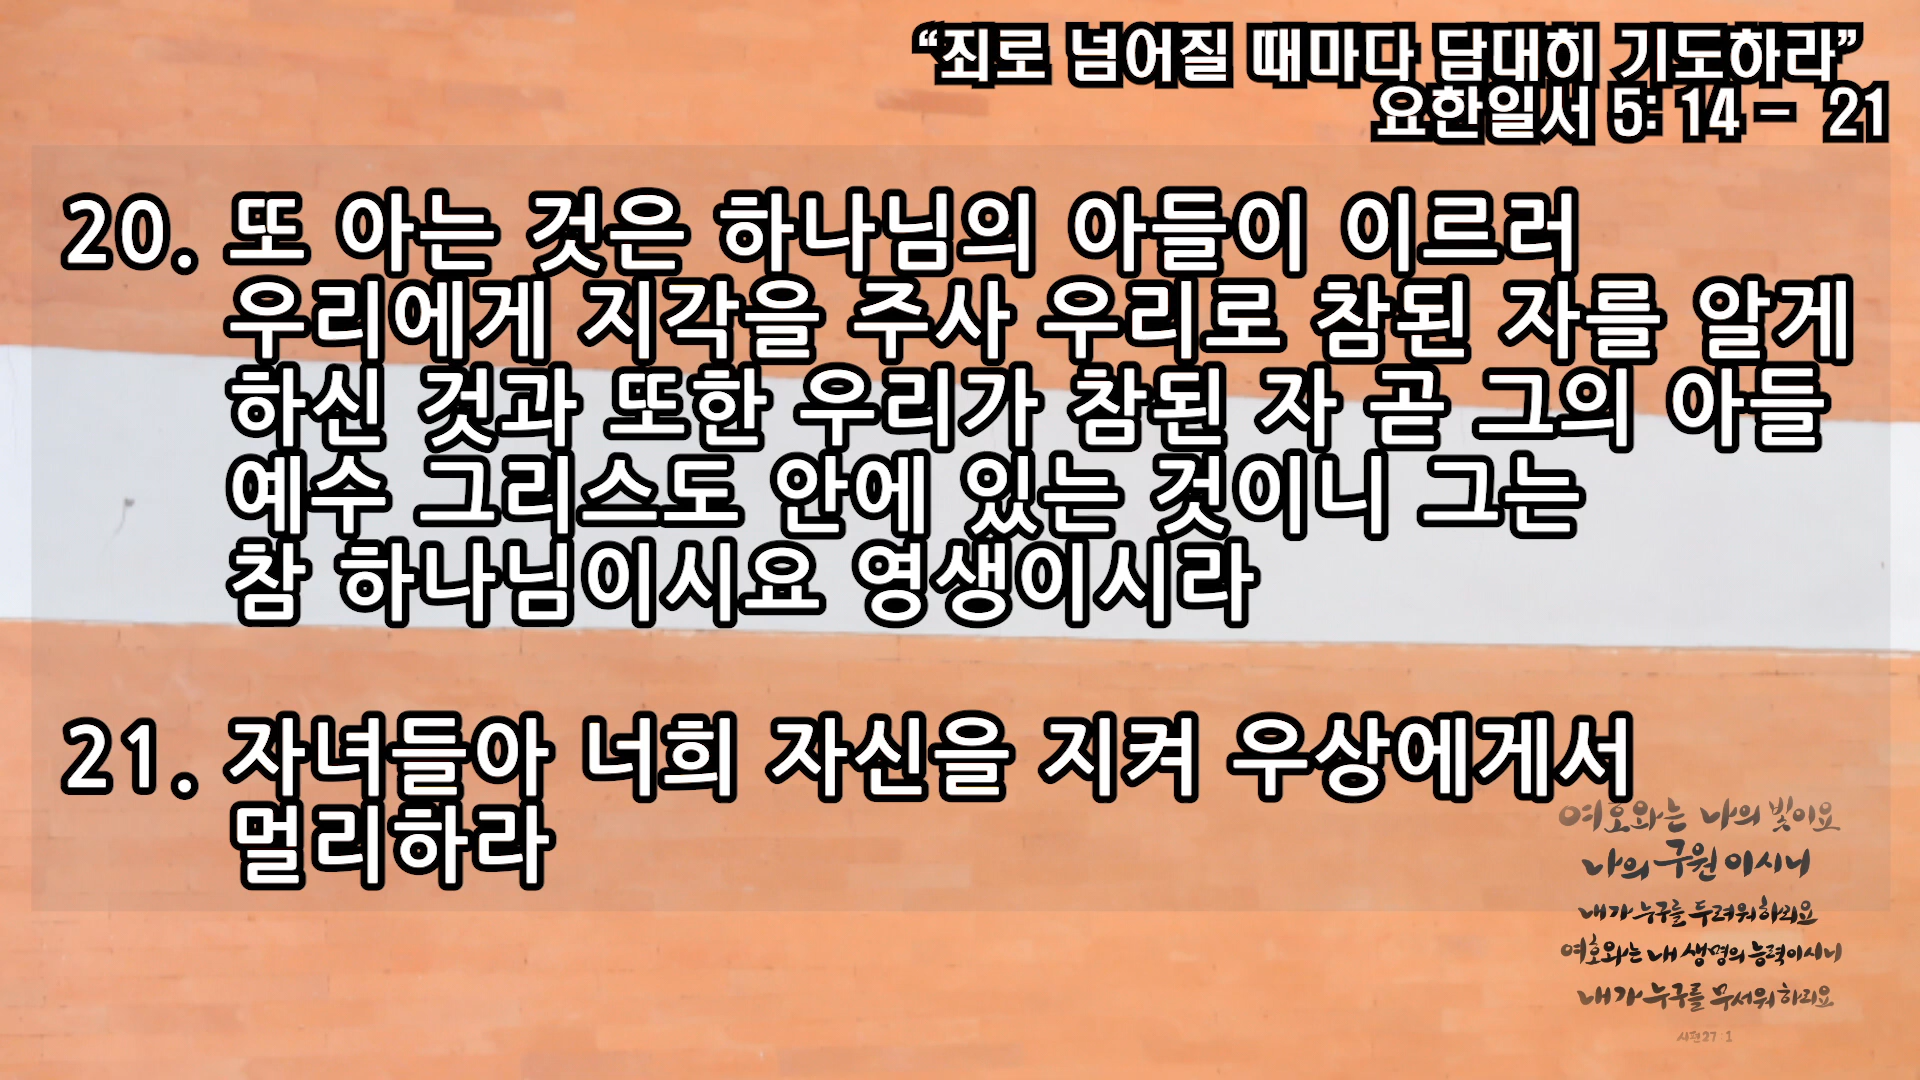 “죄로 넘어질 때마다 담대히 기도하라”
요한일서 5: 14 - 21
20. 또 아는 것은 하나님의 아들이 이르러
우리에게 지각을 주사 우리로 참된 자를 알게
하신 것과 또한 우리가 참된 자 곧 그의 아들
예수 그리스도 안에 있는 것이니 그는
참 하나님이시요 영생이시라
21. 자녀들아 너희 자신을 지켜 우상에게서
멀리하라
여호와는 나의 빛이요
나의 구원이시니
내가 누구를 두려워하리요
여호와는 내 생명의 능력이시니
내가 누구를 무서워하리요
시편27:1